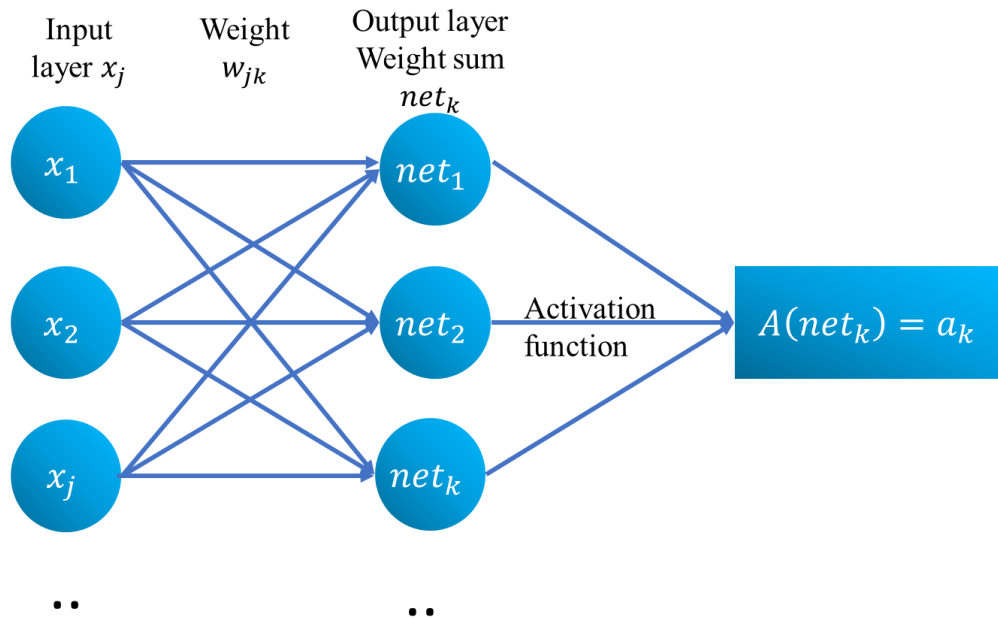 Input
layer xⱼ
Weight
wⱼₖ
Output layer
Weight sum
netₖ
x₁
net₁
x₂
net₂
Activation
function
A(netₖ) = aₖ
xⱼ
netₖ
..
..